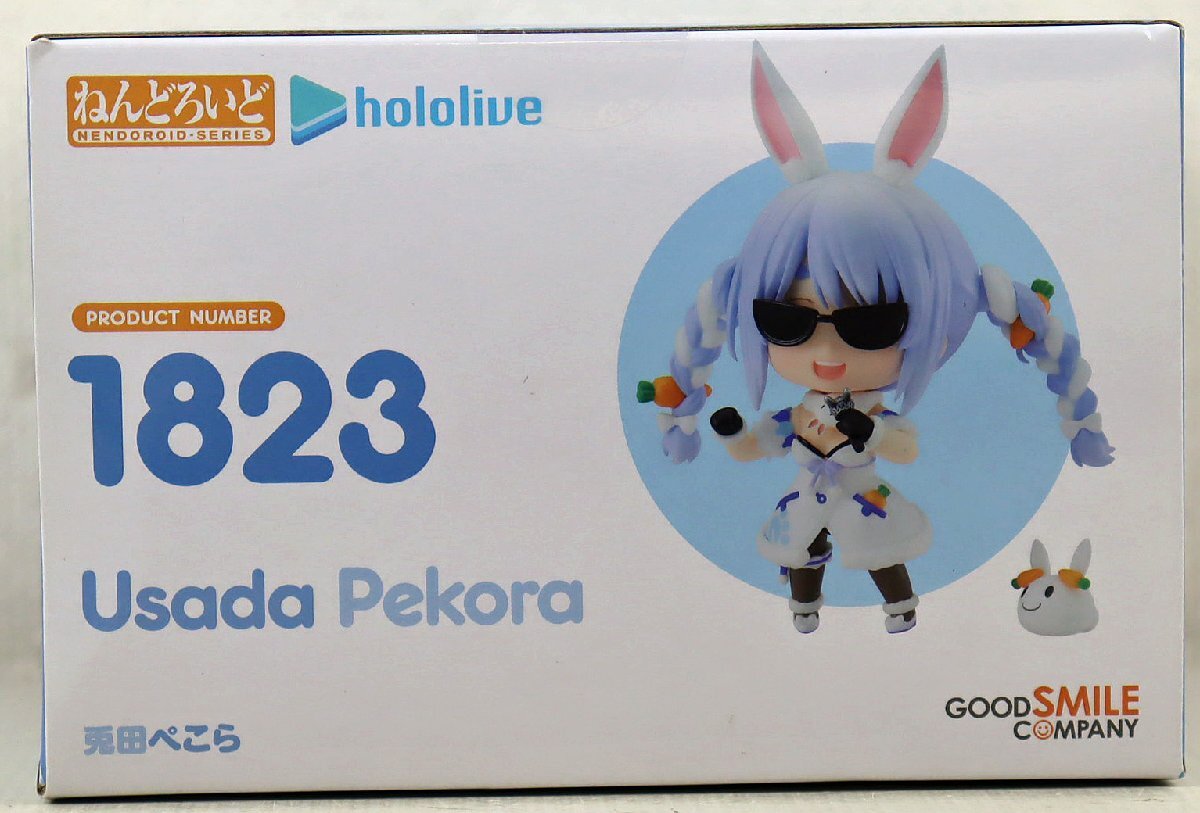 ねんどろいど
NENDOROID-SERIES
hololive
PRODUCT NUMBER
1823
Usada Pekora
兎田ぺこら
GOOD SMILE
COMPANY